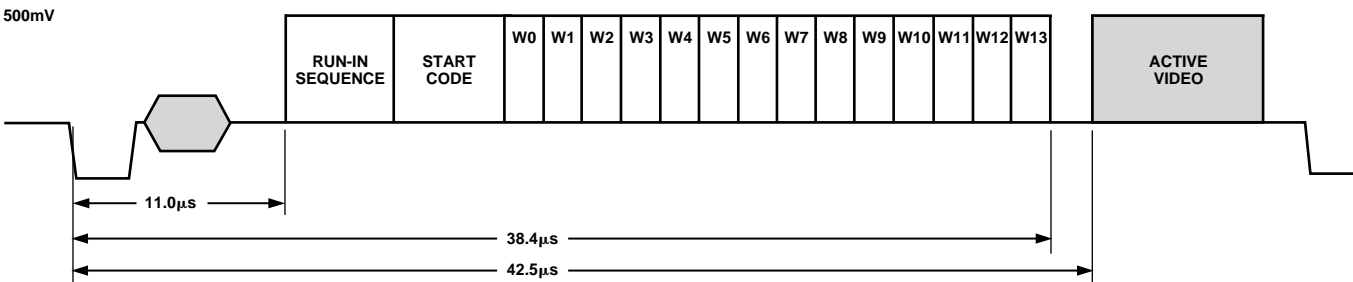 500mV
RUN-IN
SEQUENCE
START
CODE
W0 W1 W2 W3 W4 W5 W6 W7 W8 W9 W10 W11 W12 W13
ACTIVE
VIDEO
11.0μs
38.4μs
42.5μs